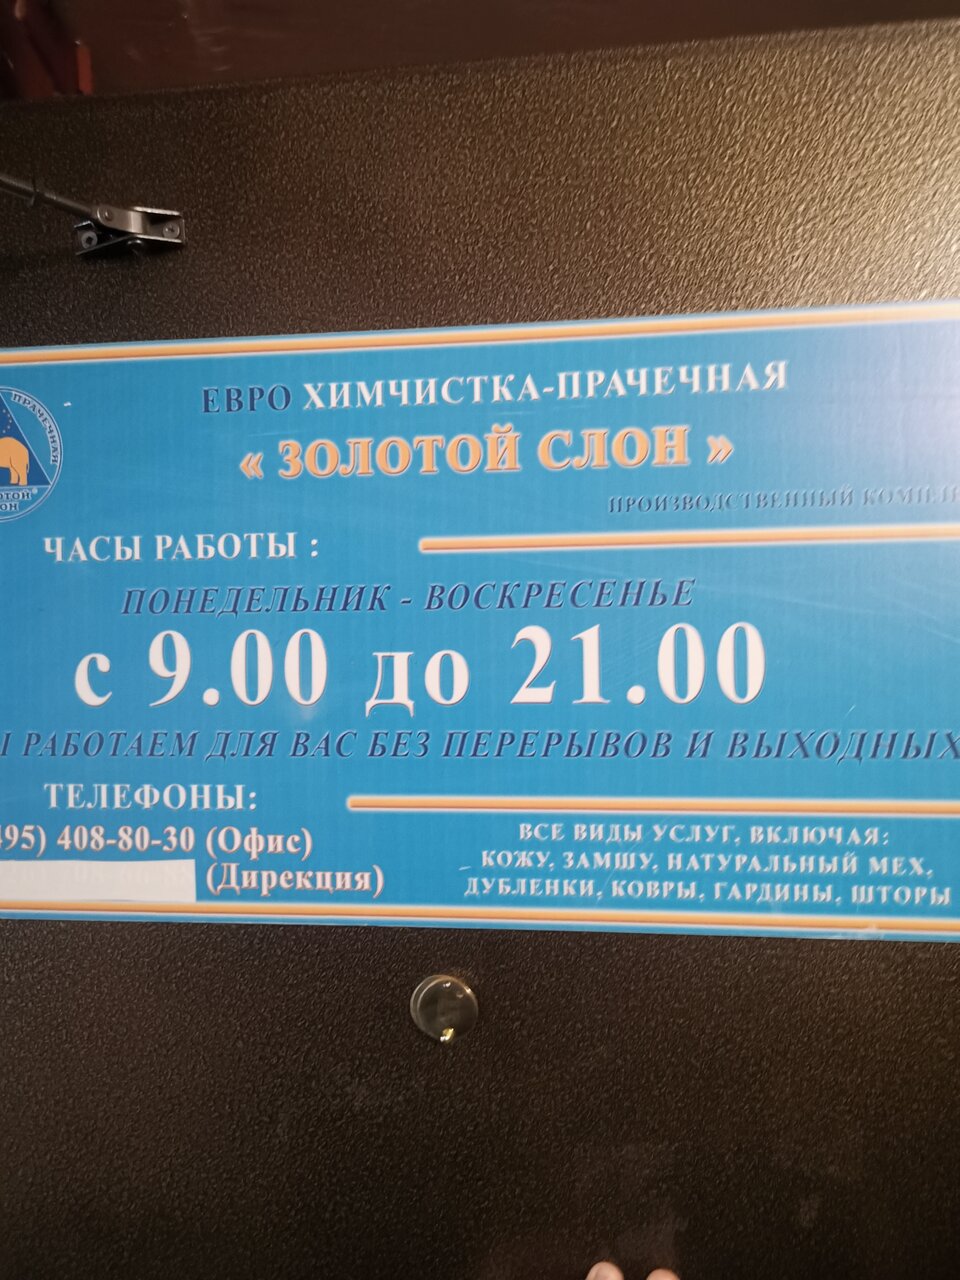 ЕВРО ХИМЧИСТКА-ПРАЧЕЧНАЯ
« ЗОЛОТОЙ СЛОН »
ПРАЧЕЧНАЯ
ПРОИЗВОДСТВЕННЫЙ
ЧАСЫ РАБОТЫ :
ПОНЕДЕЛЬНИК - ВОСКРЕСЕНЬЕ
с 9.00 до 21.00
РАБОТАЕМ ДЛЯ ВАС БЕЗ ПЕРЕРЫВОВ И ВЫХОДНЫХ
ТЕЛЕФОНЫ:
495) 408-80-30 (Офис)
(Дирекция)
ВСЕ ВИДЫ УСЛУГ, ВКЛЮЧАЯ:
КОЖУ, ЗАМШУ, НАТУРАЛЬНЫЙ МЕХ,
ДУБЛЕНКИ, КОВРЫ, ГАРДИНЫ, ШТОРЫ